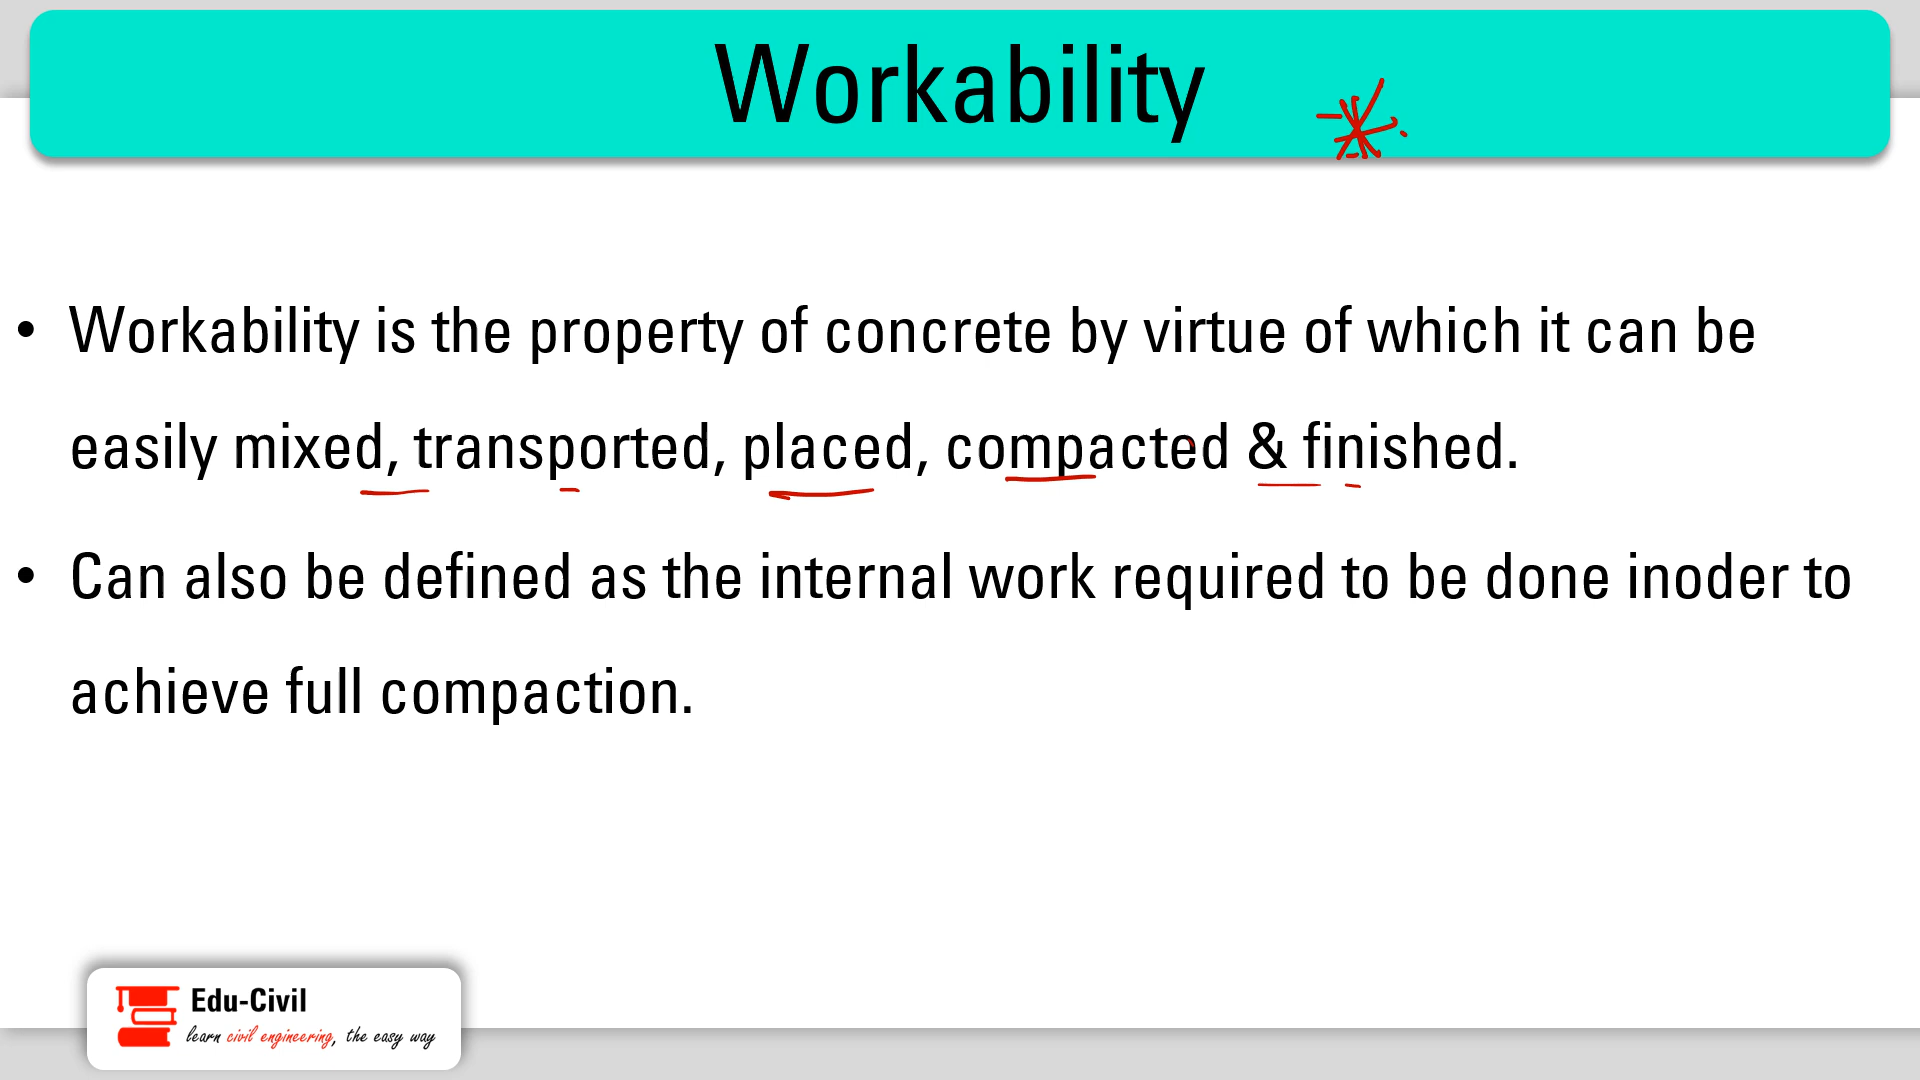 Workability
• Workability is the property of concrete by virtue of which it can be
easily mixed, transported, placed, compacted & finished.
• Can also be defined as the internal work required to be done inoder to
achieve full compaction.
Edu-Civil
learn civil engineering, the easy way